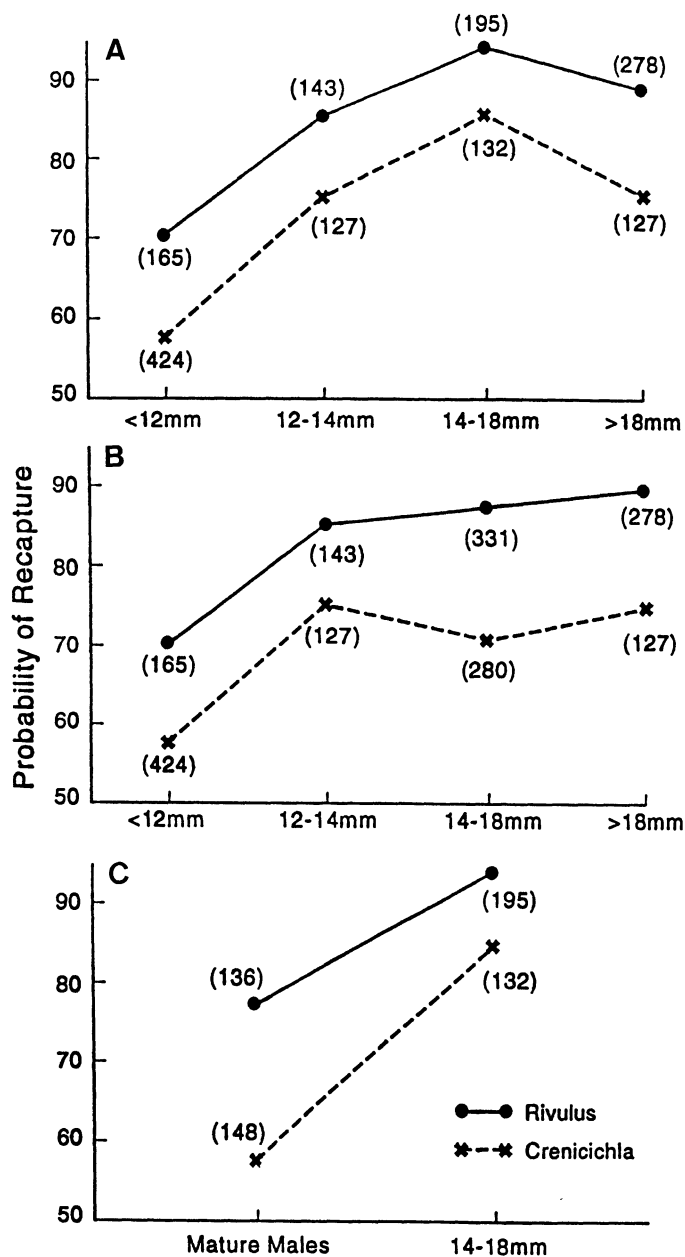 A
(195)
90
(143)
(278)
80
(132)
70
(165)
(127)
(127)
60
(424)
50
<12mm
12-14mm
14-18mm
>18mm
Probability of Recapture
B
90
(143)
(331)
(278)
80
70
(165)
(127)
(280)
(127)
60
(424)
50
<12mm
12-14mm
14-18mm
>18mm
C
90
(195)
(136)
80
(132)
70
Rivulus
60
(148)
Crenicichla
50
Mature Males
14-18mm